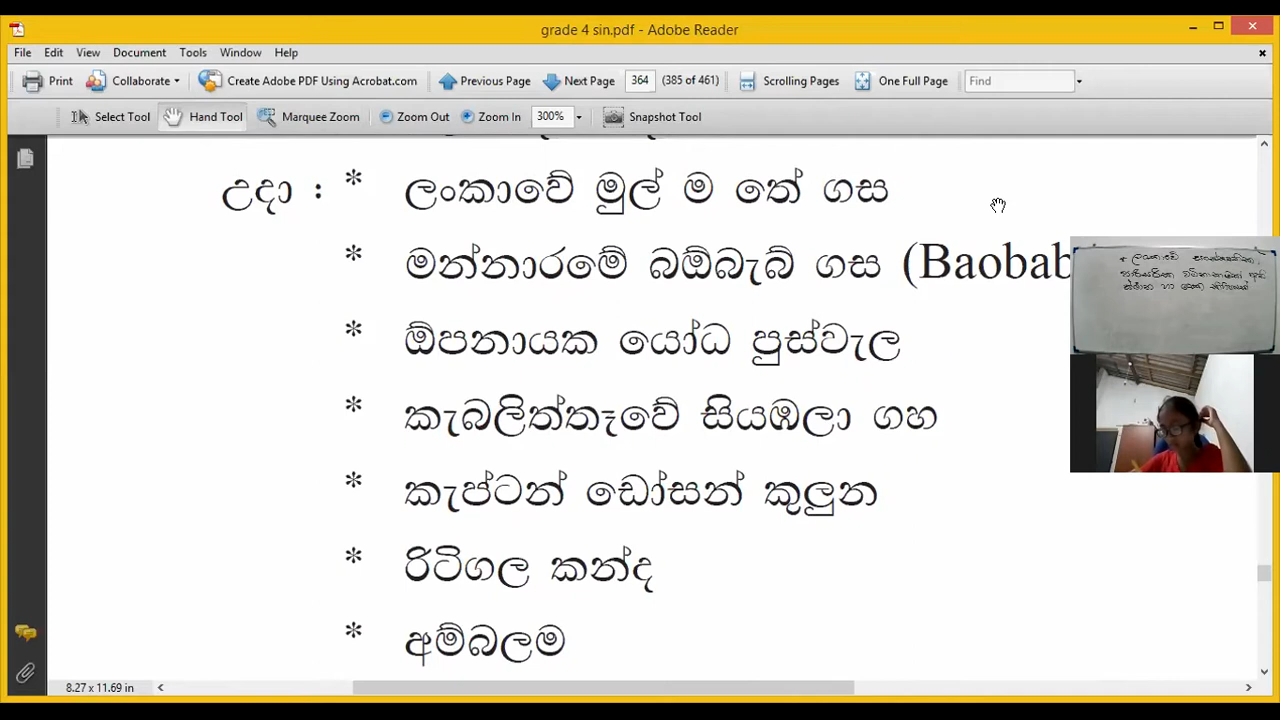 grade 4 sin.pdf - Adobe Reader
File Edit View Document Tools Window Help
Print Collaborate Create Adobe PDF Using Acrobat.com Previous Page Next Page 364 (385 of 461) Scrolling Pages One Full Page Find
Select Tool Hand Tool Marquee Zoom Zoom Out Zoom In 300% Snapshot Tool
උදා : * ලංකාවේ මුල් ම තේ ගස
* මන්නාරමේ බඕබැබ් ගස (Baobab
* ඕපනායක යෝධ පුස්වැල
* කැබලිත්තෑවේ සියඹලා ගහ
* කැප්ටන් ඩෝසන් කුලුන
* රිටිගල කන්ද
* අම්බලම
8.27 x 11.69 in